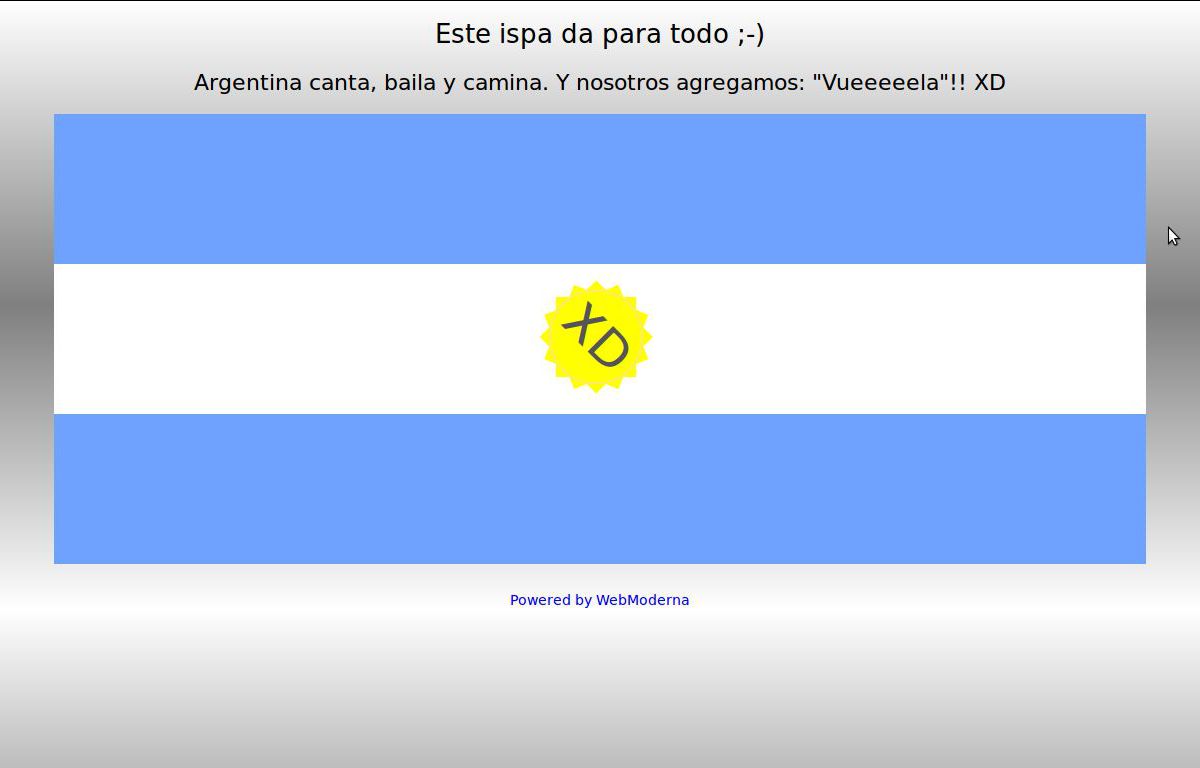 Este ispa da para todo ;-)
Argentina canta, baila y camina. Y nosotros agregamos: "Vueeeeela"!! XD
XD
Powered by WebModerna